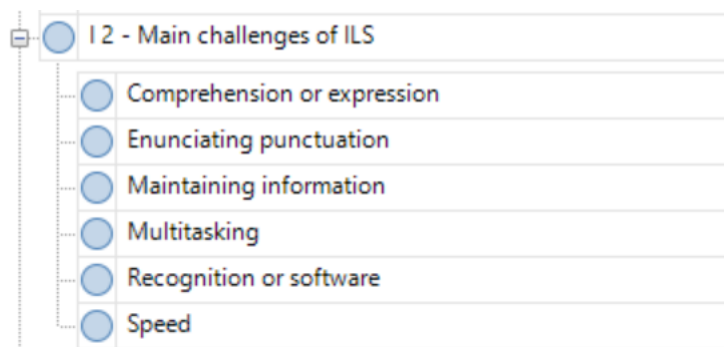 I 2 - Main challenges of ILS
Comprehension or expression
Enunciating punctuation
Maintaining information
Multitasking
Recognition or software
Speed